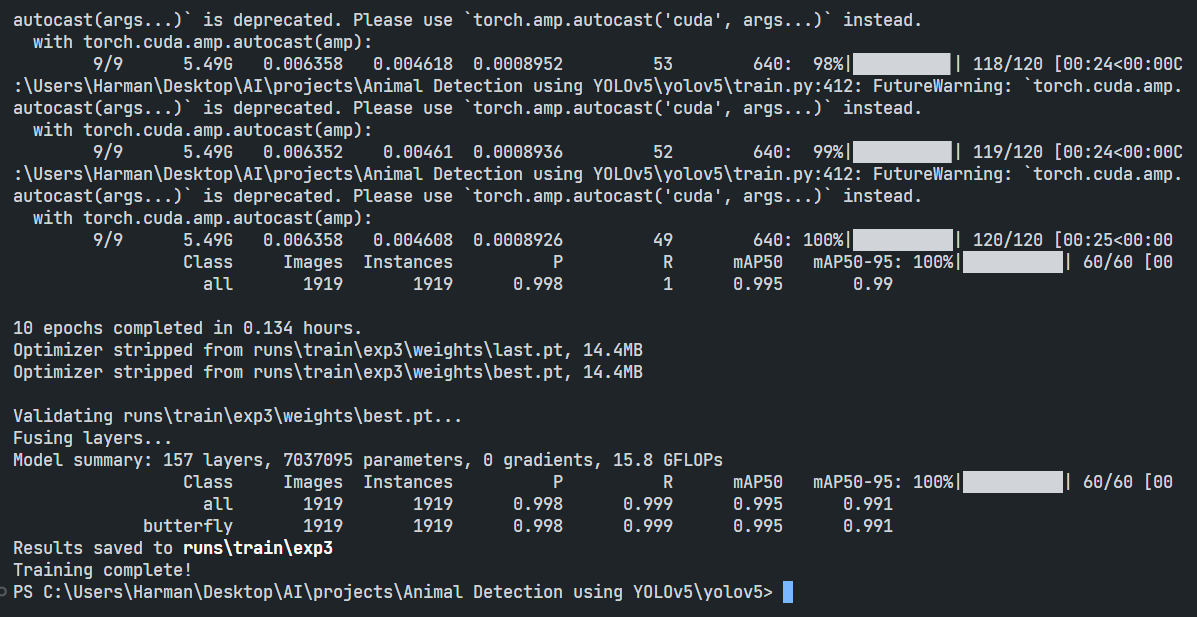 autocast(args...)` is deprecated. Please use `torch.amp.autocast('cuda', args...)` instead.
  with torch.cuda.amp.autocast(amp):
        9/9      5.49G   0.006358   0.004618  0.0008952         53        640:  98%|██████████| 118/120 [00:24<00:00C
:\Users\Harman\Desktop\AI\projects\Animal Detection using YOLOv5\yolov5\train.py:412: FutureWarning: `torch.cuda.amp.
autocast(args...)` is deprecated. Please use `torch.amp.autocast('cuda', args...)` instead.
  with torch.cuda.amp.autocast(amp):
        9/9      5.49G   0.006352    0.00461  0.0008936         52        640:  99%|██████████| 119/120 [00:24<00:00C
:\Users\Harman\Desktop\AI\projects\Animal Detection using YOLOv5\yolov5\train.py:412: FutureWarning: `torch.cuda.amp.
autocast(args...)` is deprecated. Please use `torch.amp.autocast('cuda', args...)` instead.
  with torch.cuda.amp.autocast(amp):
        9/9      5.49G   0.006358   0.004608  0.0008926         49        640: 100%|██████████| 120/120 [00:25<00:00
                 Class     Images  Instances          P          R      mAP50   mAP50-95: 100%|██████████| 60/60 [00
                   all       1919       1919      0.998          1      0.995       0.99

10 epochs completed in 0.134 hours.
Optimizer stripped from runs\train\exp3\weights\last.pt, 14.4MB
Optimizer stripped from runs\train\exp3\weights\best.pt, 14.4MB

Validating runs\train\exp3\weights\best.pt...
Fusing layers...
Model summary: 157 layers, 7037095 parameters, 0 gradients, 15.8 GFLOPs
                 Class     Images  Instances          P          R      mAP50   mAP50-95: 100%|██████████| 60/60 [00
                   all       1919       1919      0.998      0.999      0.995      0.991
             butterfly       1919       1919      0.998      0.999      0.995      0.991
Results saved to runs\train\exp3
Training complete!
PS C:\Users\Harman\Desktop\AI\projects\Animal Detection using YOLOv5\yolov5>